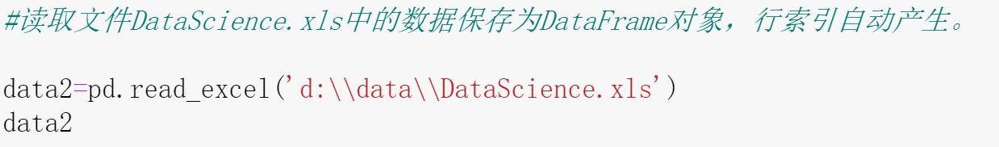 #读取文件DataScience.xls中的数据保存为DataFrame对象，行索引自动产生。
data2=pd.read_excel('d:\\data\\DataScience.xls')
data2